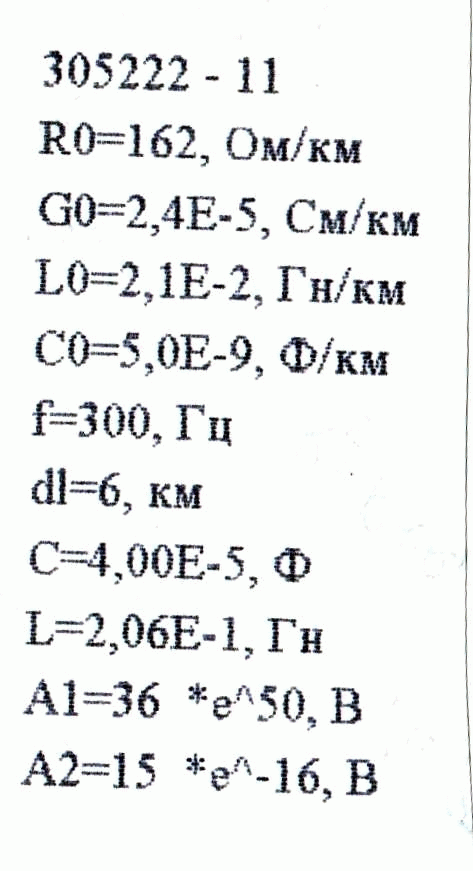 305222 - 11
R0=162, Ом/км
G0=2,4E-5, См/км
L0=2,1E-2, Гн/км
C0=5,0E-9, Ф/км
f=300, Гц
dl=6, км
C=4,00E-5, Ф
L=2,06E-1, Гн
A1=36 *e^50, В
A2=15 *e^-16, В